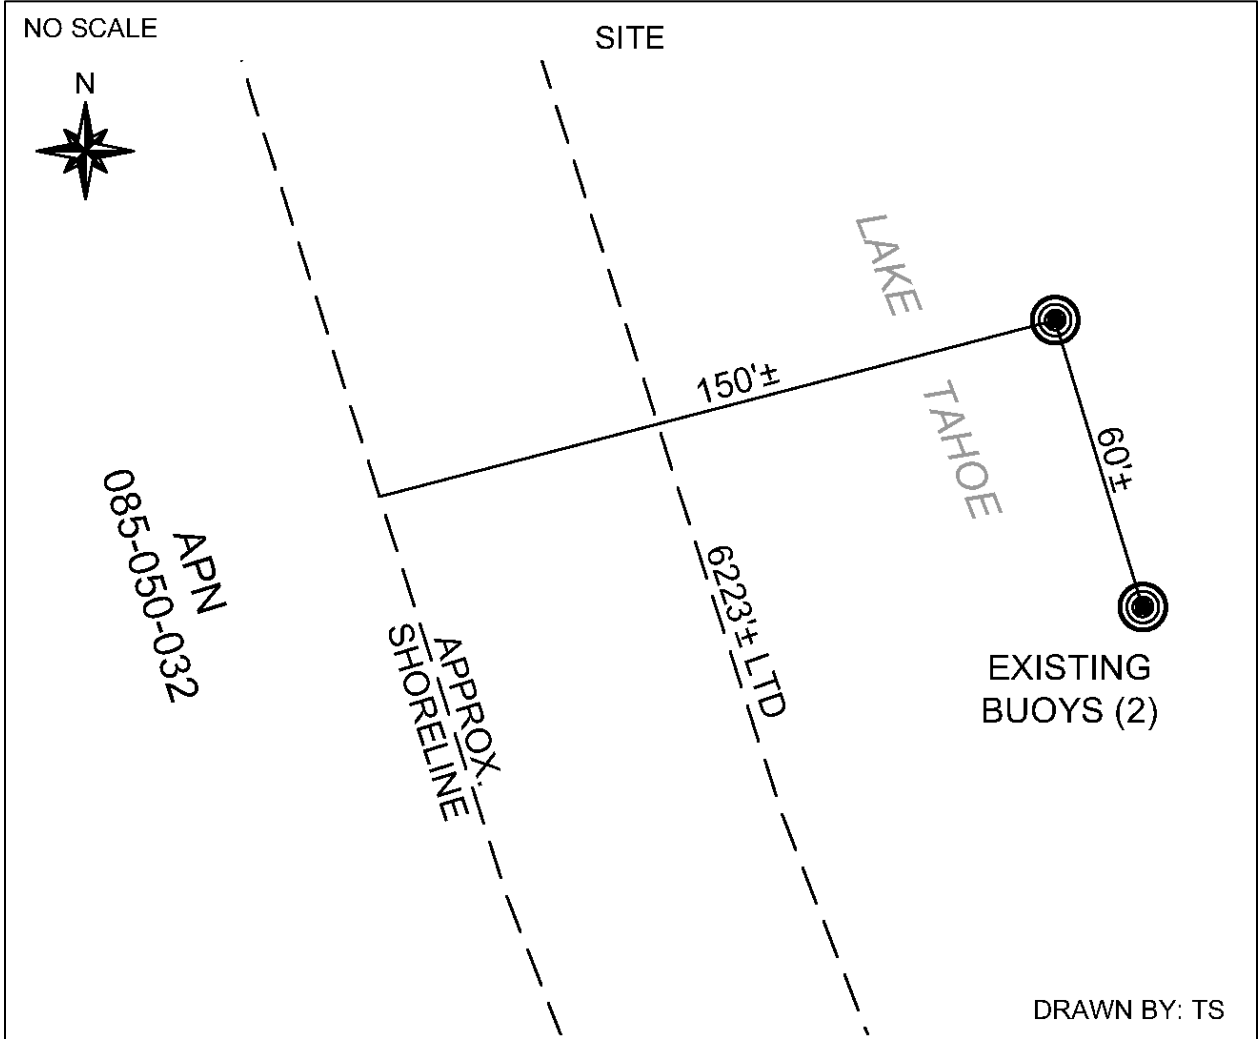 NO SCALE
SITE
N
LAKE
TAHOE
150'±
60'±
APN
085-050-032
6223'± LTD
APPROX.
SHORELINE
EXISTING
BUOYS (2)
DRAWN BY: TS